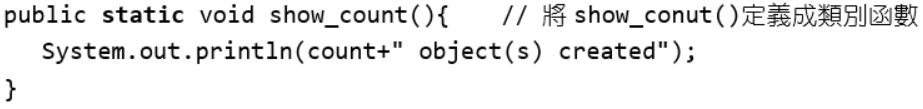 public static void show_count(){    // 將 show_conut()定義成類別函數
   System.out.println(count+" object(s) created");
}